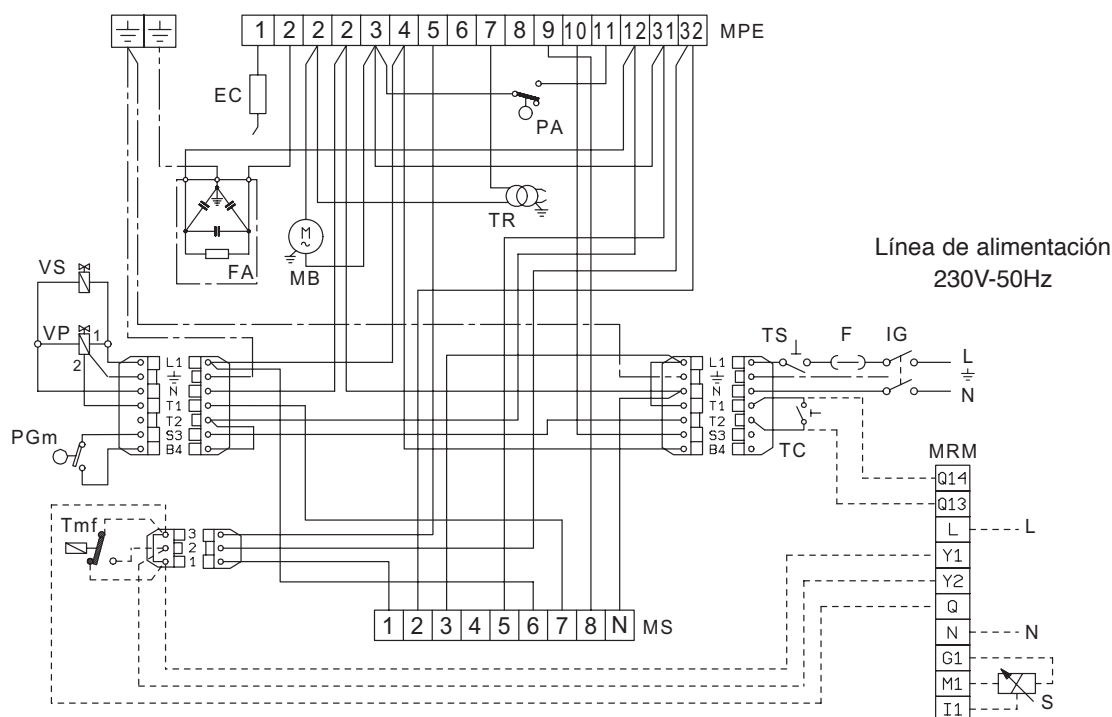 1 2 2 2 3 4 5 6 7 8 9 10 11 12 31 32 MPE
EC
PA
TR
FA
M
~
MB
Línea de alimentación
230V-50Hz
VS
VP
1
2
TS F IG
L
N
L1
N
T1
T2
S3
B4
L1
N
T1
T2
S3
B4
PGm
TC
MRM
Q14
Q13
L L
Y1
Y2
Q
N N
G1
M1
I1
S
Tmf
3
2
1
1 2 3 4 5 6 7 8 N MS